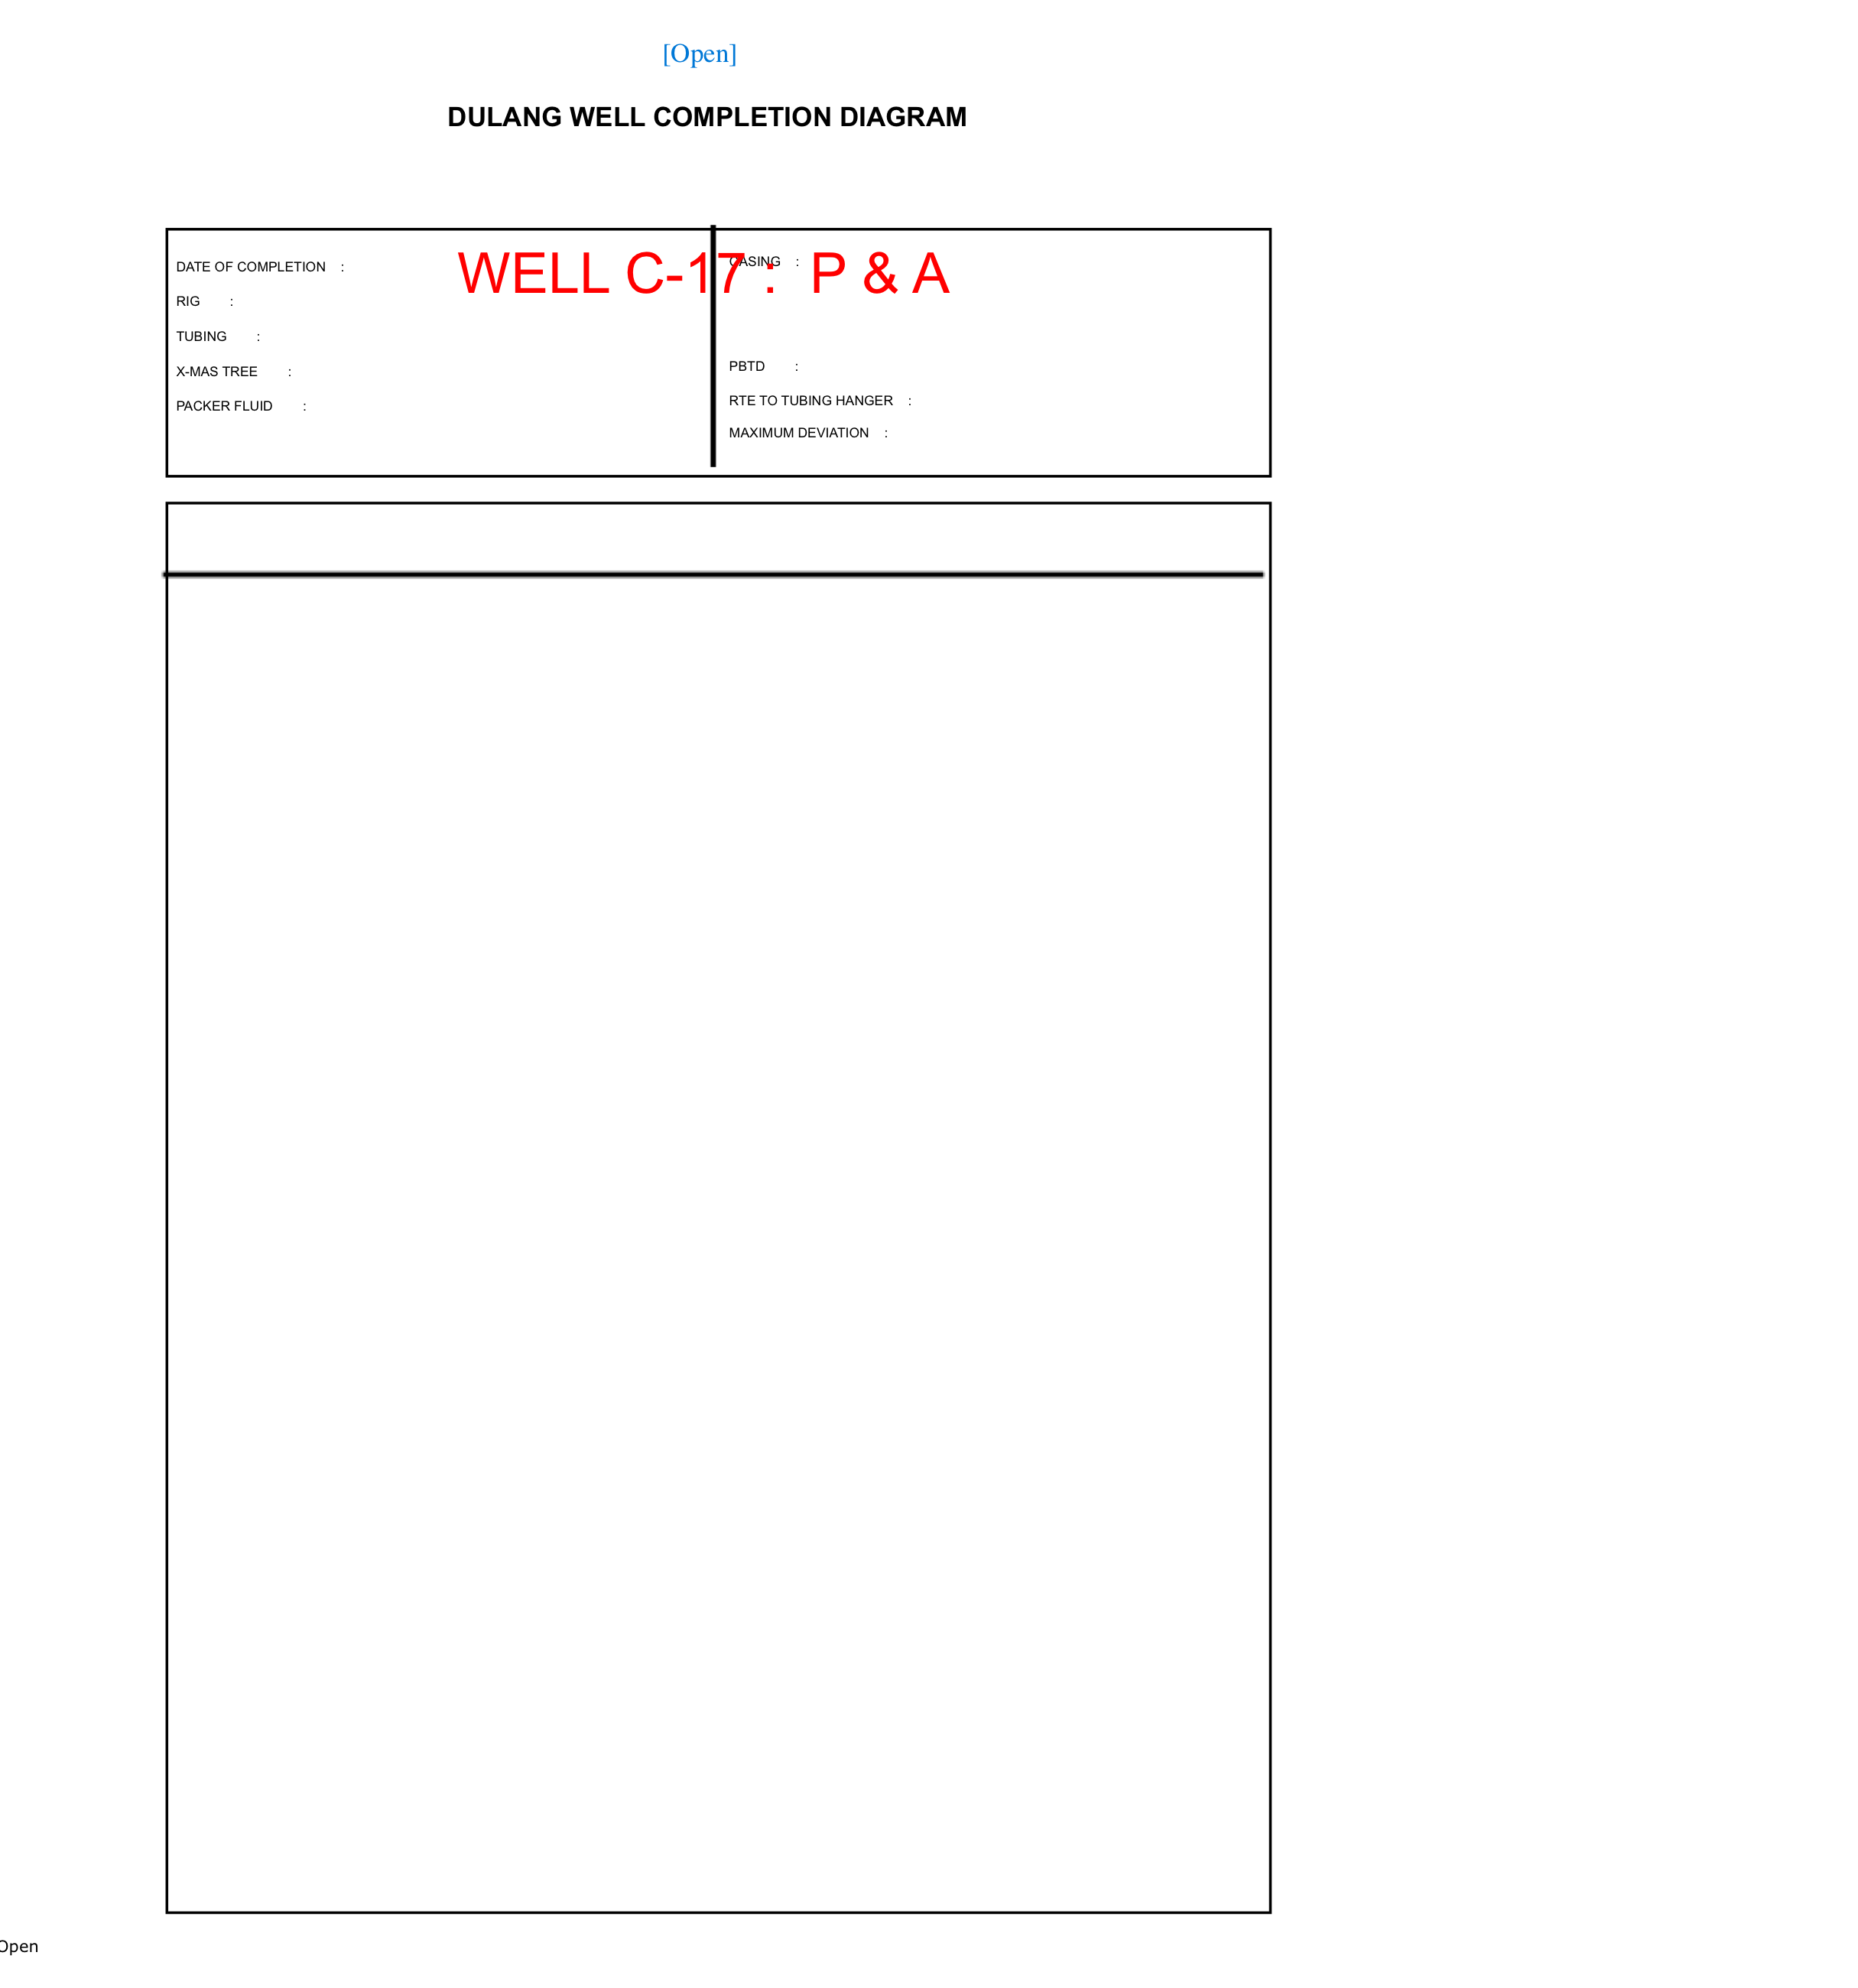 [Open]
DULANG WELL COMPLETION DIAGRAM
WELL C-17 : P & A
DATE OF COMPLETION :
RIG :
TUBING :
X-MAS TREE :
PACKER FLUID :
CASING :
PBTD :
RTE TO TUBING HANGER :
MAXIMUM DEVIATION :
Open